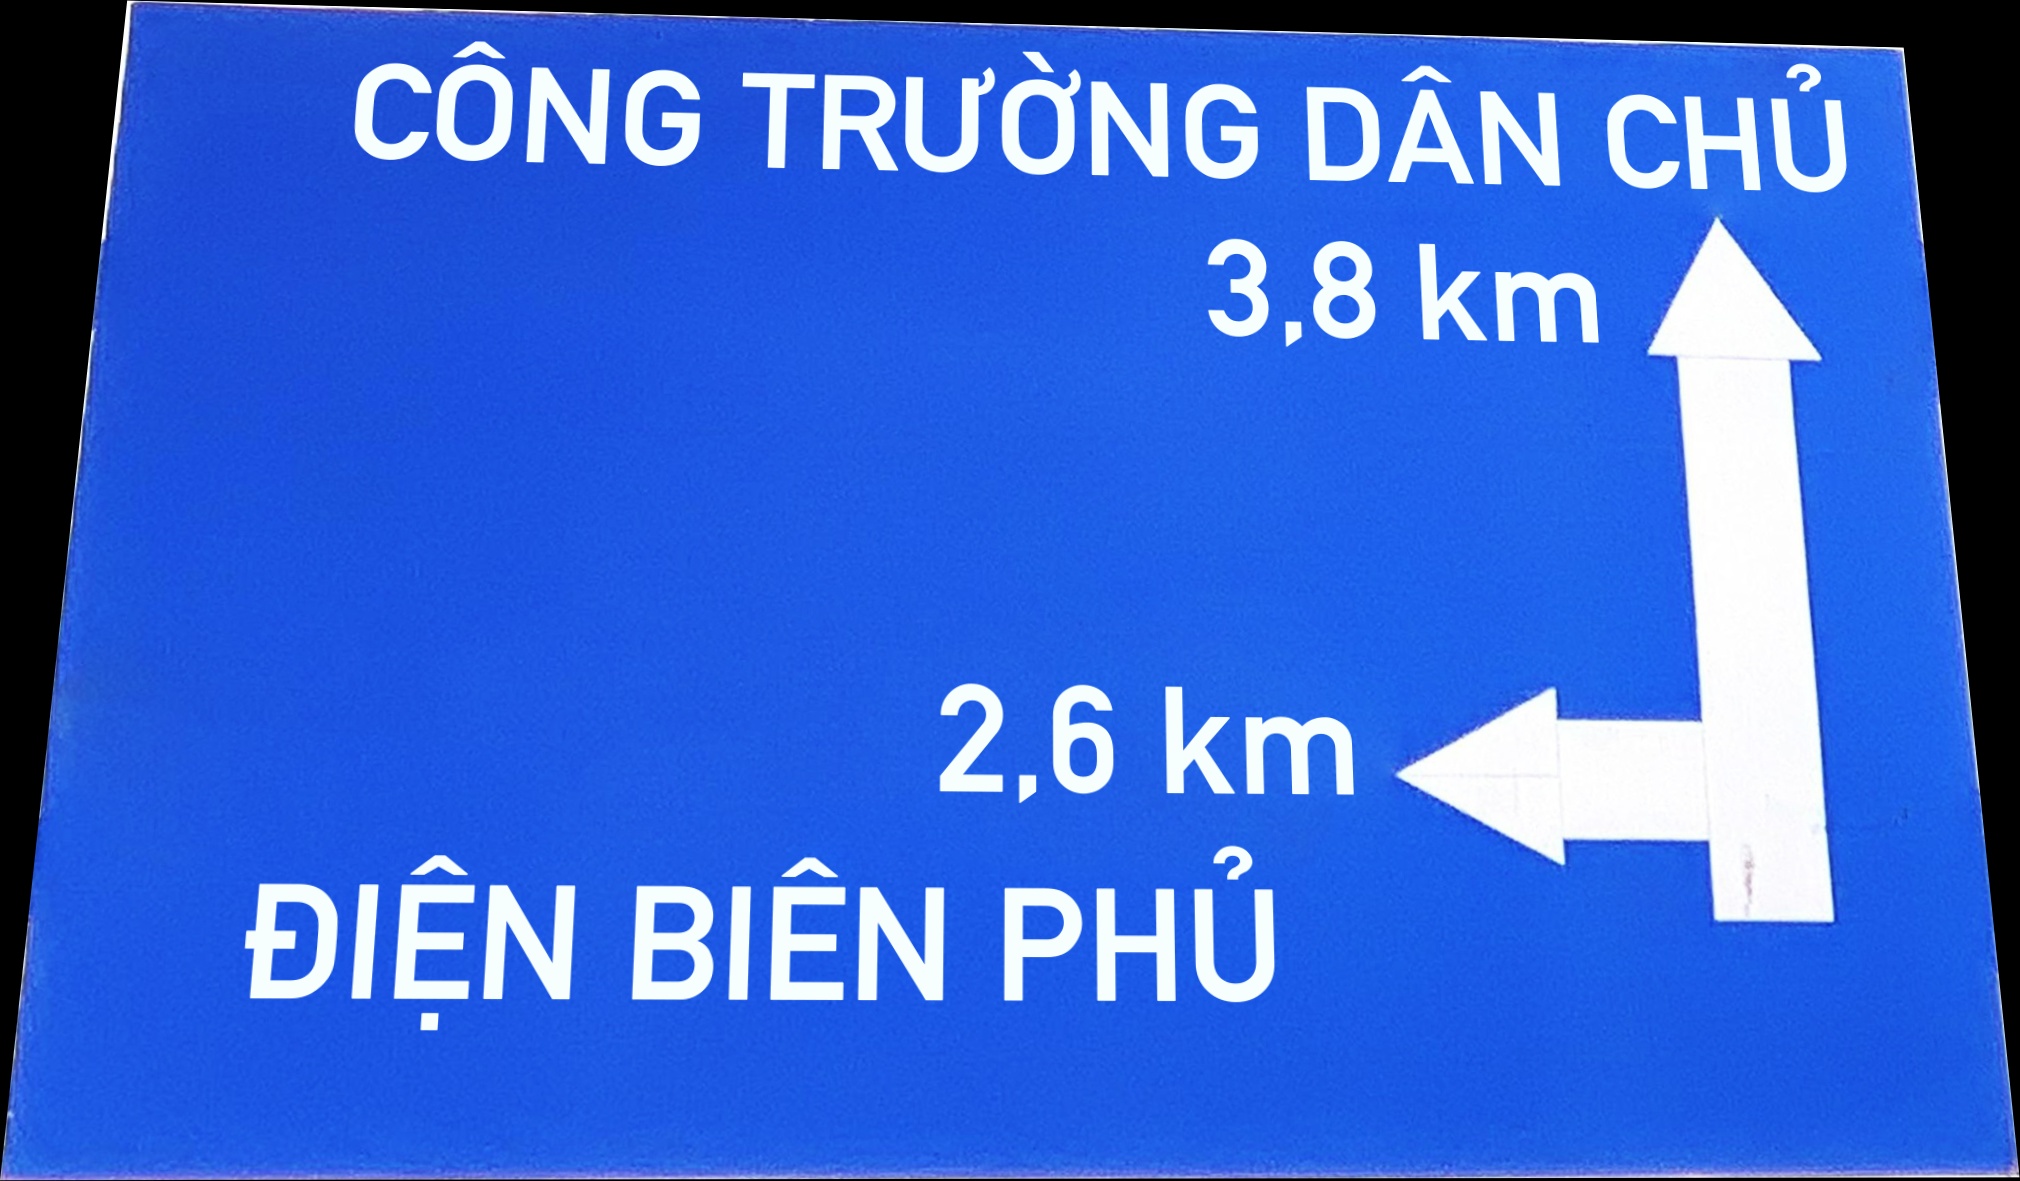 CÔNG TRƯỜNG DÂN CHỦ
3,8 km
2,6 km
ĐIỆN BIÊN PHỦ